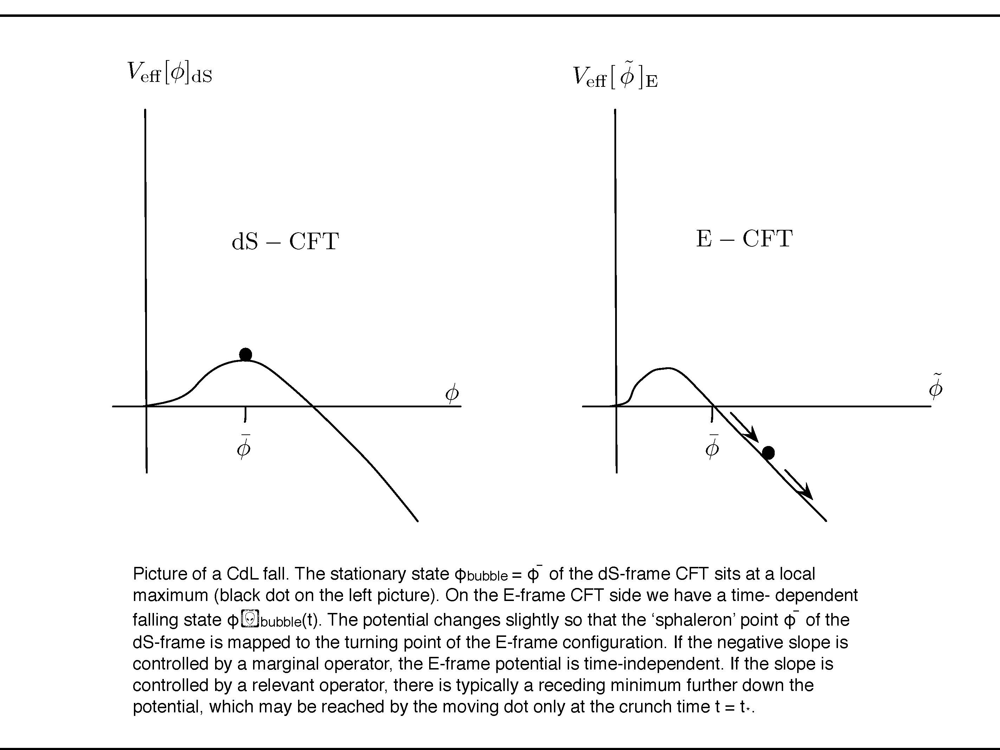 V_eff[ϕ]_dS
V_eff[ ϕ̃ ]_E
dS − CFT
E − CFT
ϕ
ϕ̃
ϕ̄
ϕ̄
Picture of a CdL fall. The stationary state φbubble = φ¯ of the dS-frame CFT sits at a local
maximum (black dot on the left picture). On the E-frame CFT side we have a time- dependent
falling state φbubble(t). The potential changes slightly so that the ‘sphaleron’ point φ¯ of the
dS-frame is mapped to the turning point of the E-frame configuration. If the negative slope is
controlled by a marginal operator, the E-frame potential is time-independent. If the slope is
controlled by a relevant operator, there is typically a receding minimum further down the
potential, which may be reached by the moving dot only at the crunch time t = t⋆.